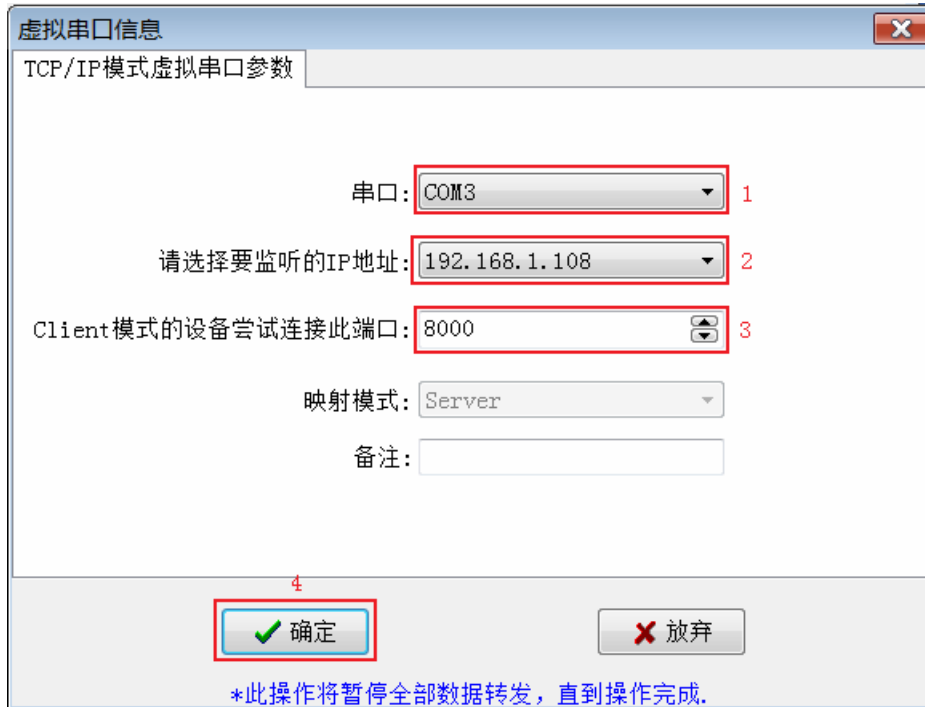 虚拟串口信息
TCP/IP模式虚拟串口参数
串口: COM3 1
请选择要监听的IP地址: 192.168.1.108 2
Client模式的设备尝试连接此端口: 8000 3
映射模式: Server
备注:
4
确定 放弃
*此操作将暂停全部数据转发，直到操作完成.